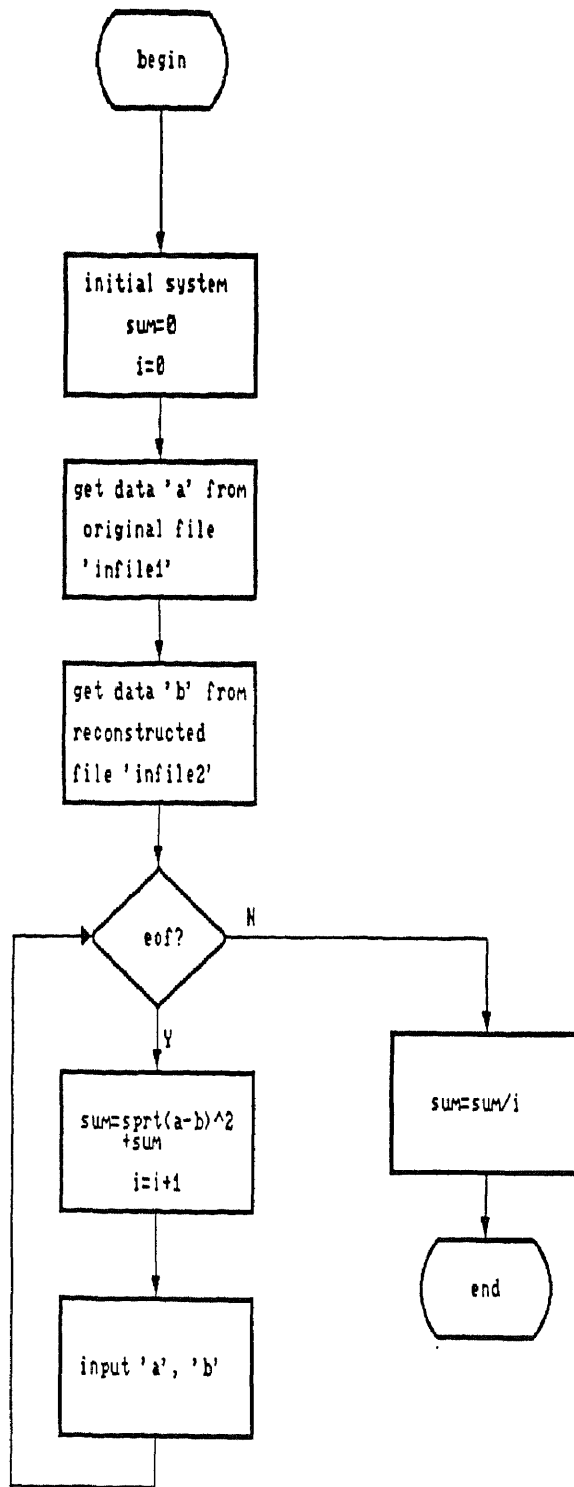 begin
initial system
sum=0
i=0
get data 'a' from
original file
'infile1'
get data 'b' from
reconstructed
file 'infile2'
eof?
N
Y
sum=sprt(a-b)^2
+sum
i=i+1
sum=sum/i
input 'a', 'b'
end